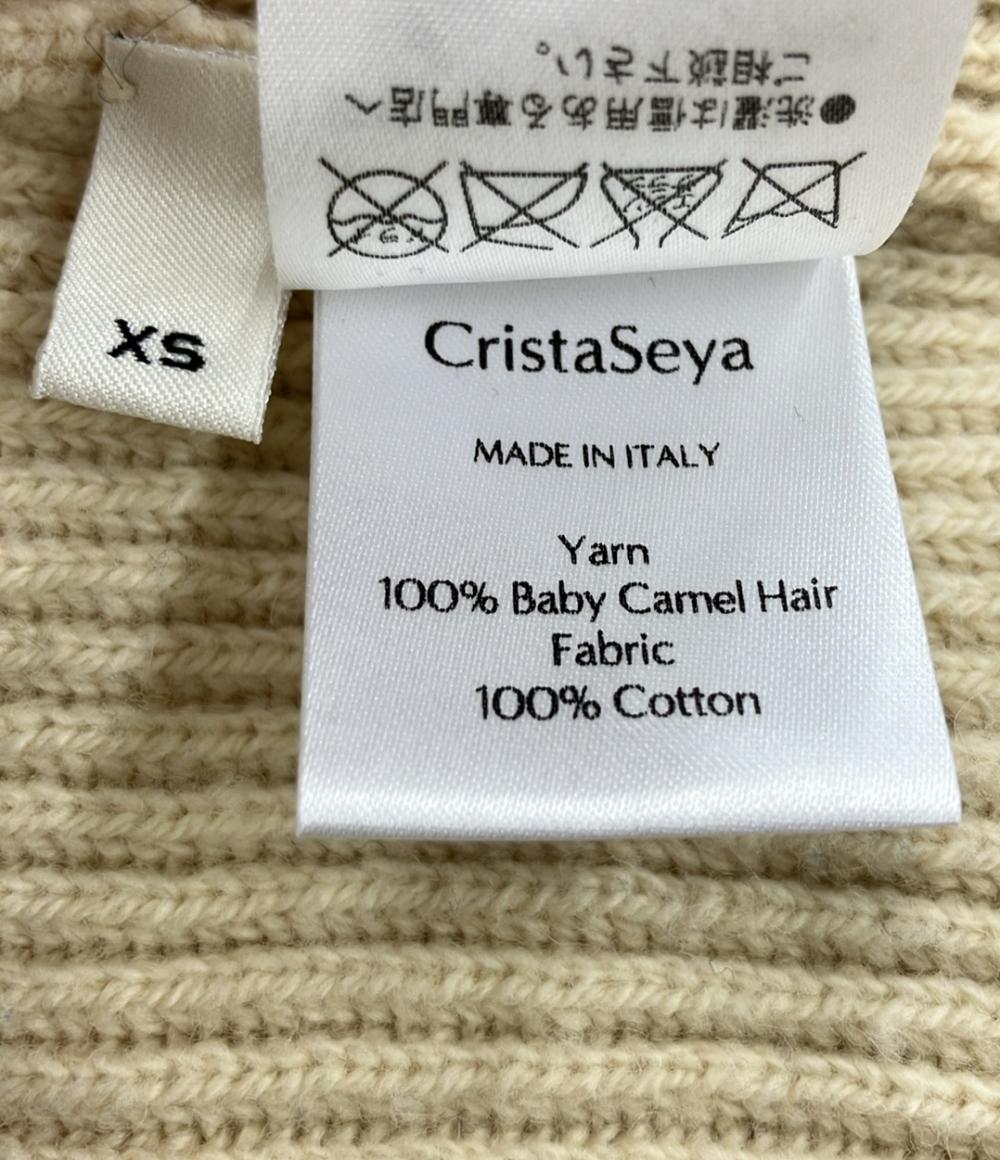 ●洗濯は信用ある専門店へ
ご相談下さい。
XS
CristaSeya
MADE IN ITALY
Yarn
100% Baby Camel Hair
Fabric
100% Cotton